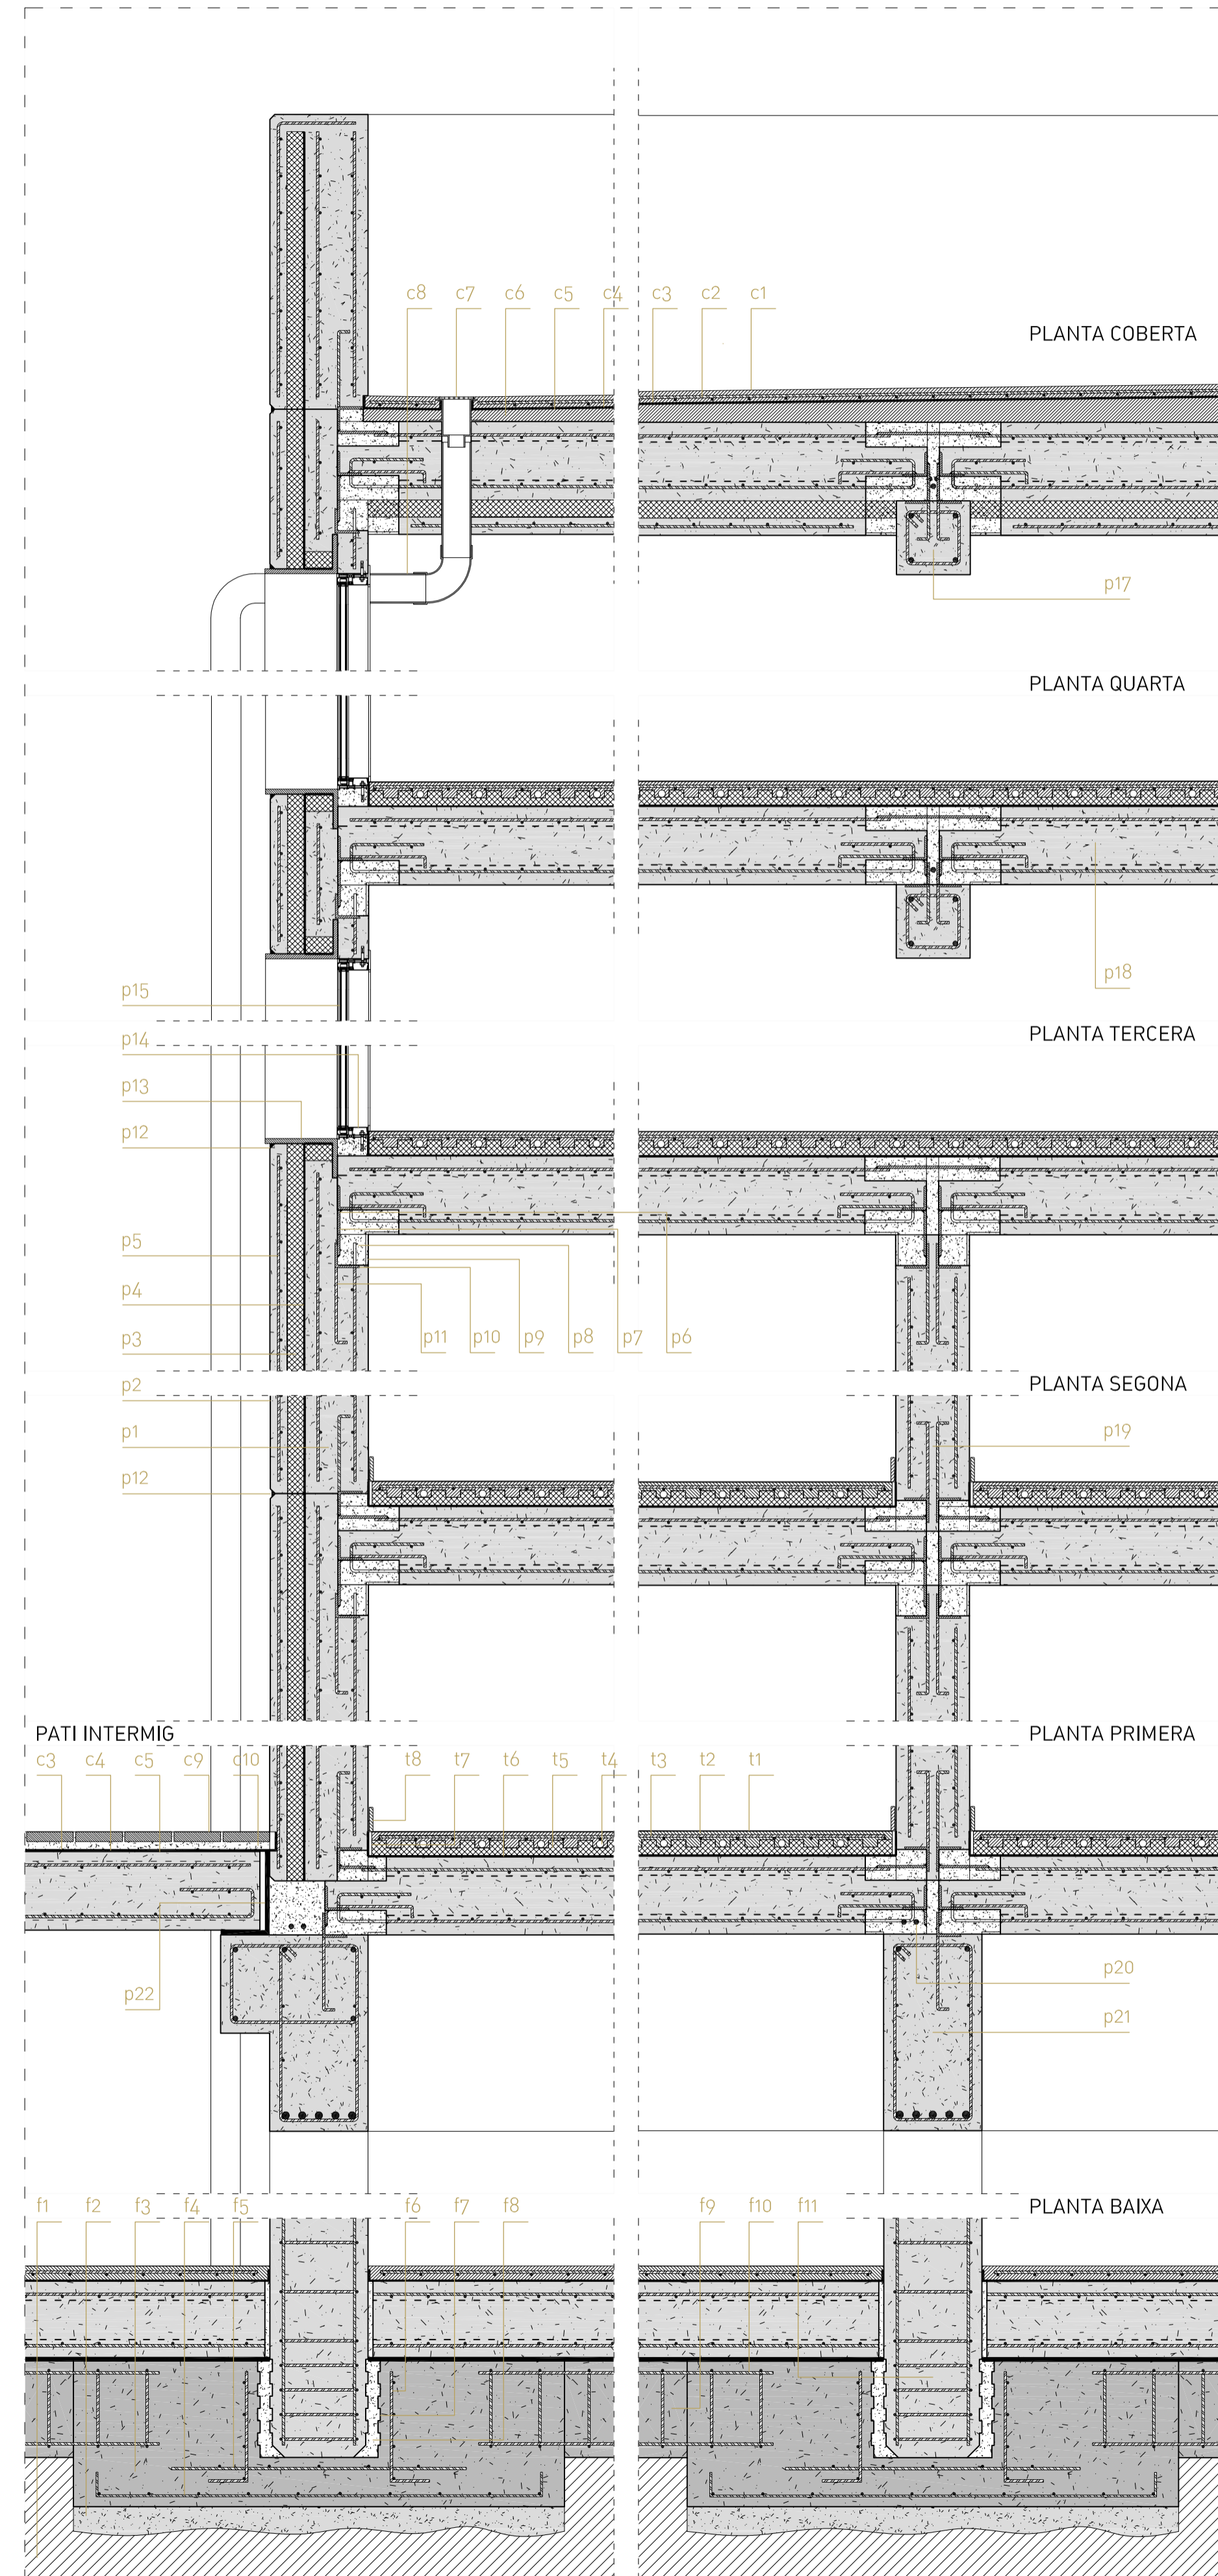 c8 c7 c6 c5 c4 c3 c2 c1
PLANTA COBERTA
p17
PLANTA QUARTA
p18
p15
PLANTA TERCERA
p14
p13
p12
p5
p4
p11 p10 p9 p8 p7 p6
p3
PLANTA SEGONA
p2
p1
p19
p12
PATI INTERMIG
PLANTA PRIMERA
c3 c4 c5 c9 c10 t8 t7 t6 t5 t4 t3 t2 t1
p20
p22
p21
f1 f2 f3 f4 f5 f6 f7 f8 f9 f10 f11
PLANTA BAIXA